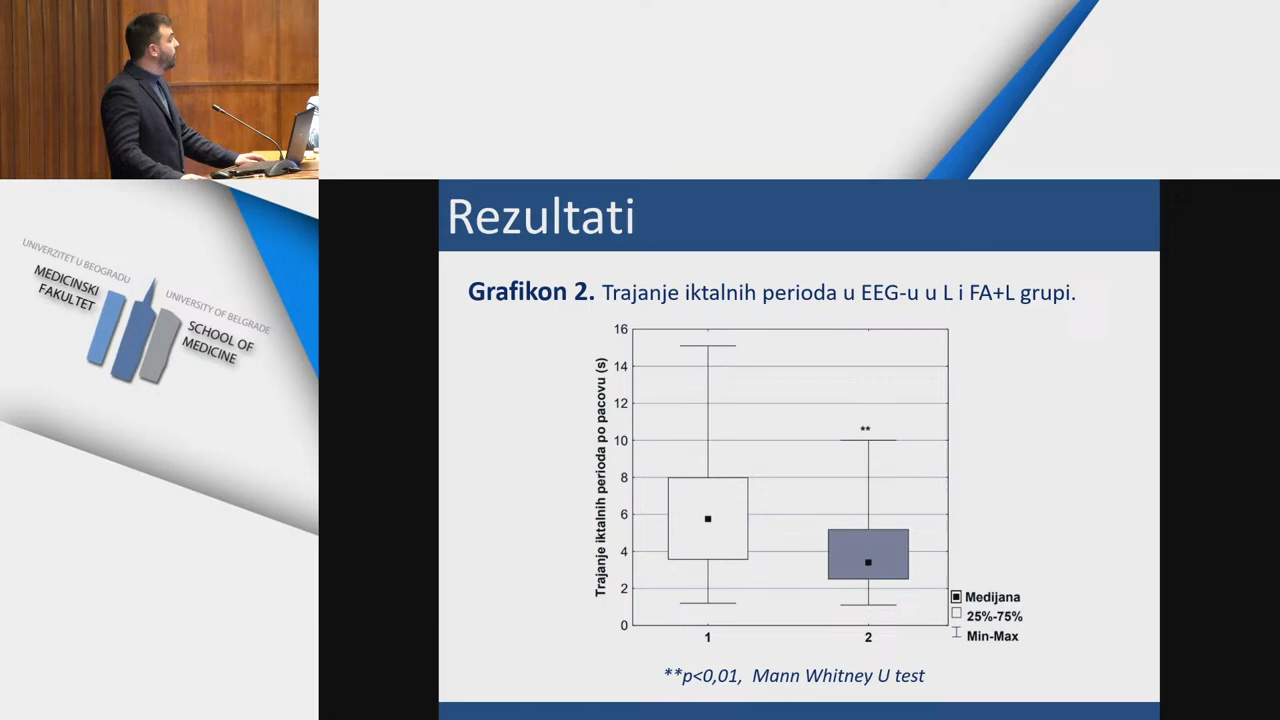 UNIVERZITET U BEOGRADU
MEDICINSKI
FAKULTET
UNIVERSITY OF BELGRADE
SCHOOL OF
MEDICINE
Rezultati
Grafikon 2. Trajanje iktalnih perioda u EEG-u u L i FA+L grupi.
Trajanje iktalnih perioda po pacovu (s)
16
14
12
10
8
6
4
2
0
**
1
2
Medijana
25%-75%
Min-Max
**p<0,01, Mann Whitney U test